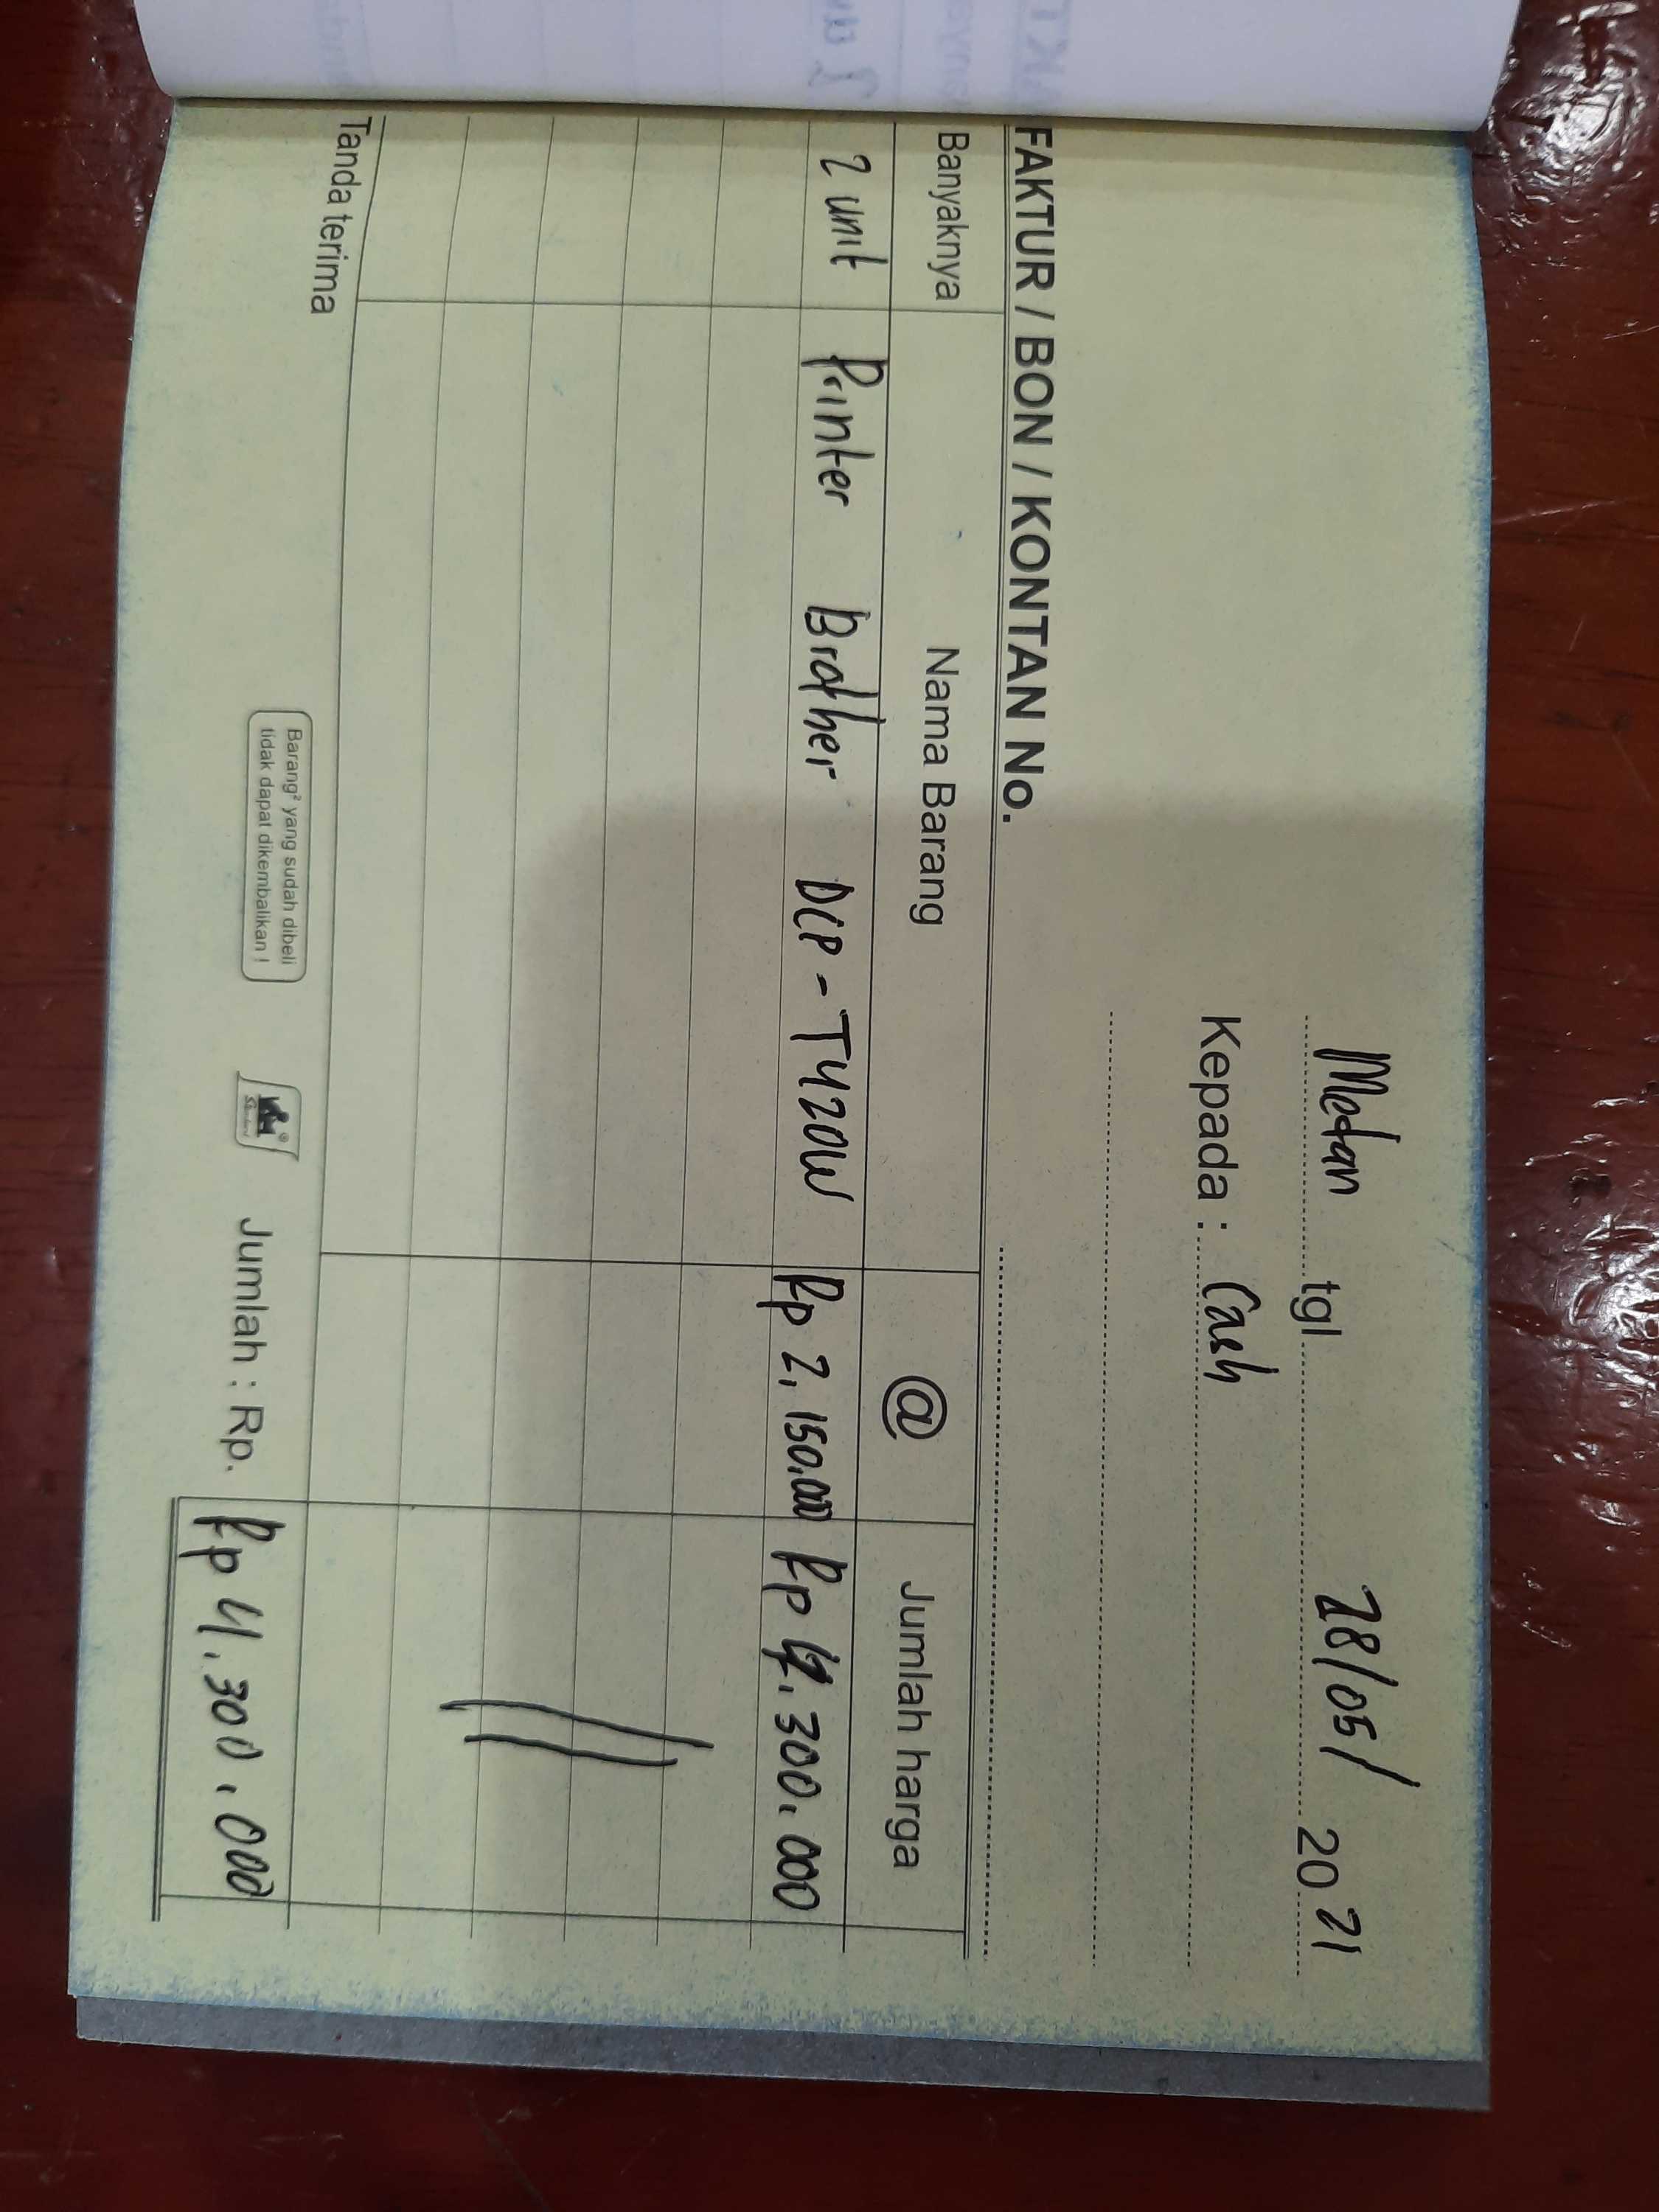 Medan tgl 28/05/ 2021
Kepada : Cash
FAKTUR / BON / KONTAN No.
Banyaknya Nama Barang @ Jumlah harga
2 unit Printer Brother DCP-T420W Rp 2.150.000 Rp 4.300.000
Tanda terima
Barang² yang sudah dibeli
tidak dapat dikembalikan !
Jumlah : Rp. Rp 4.300.000